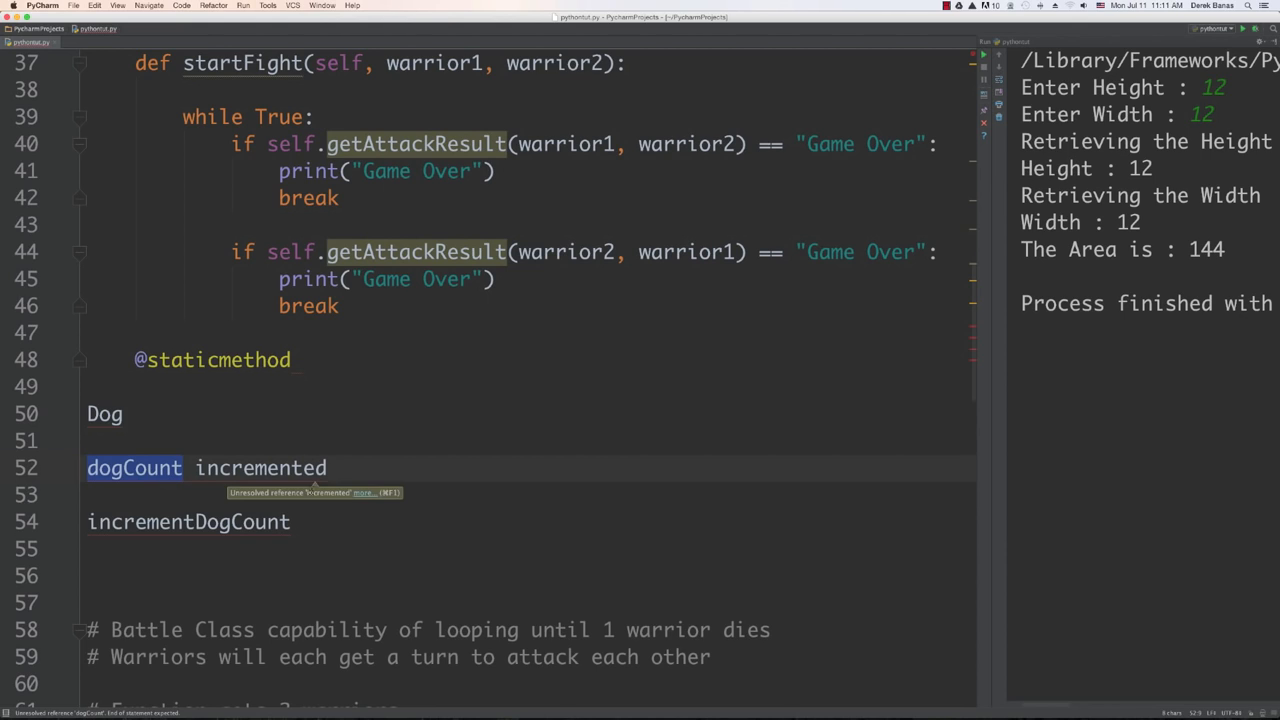 PyCharm File Edit View Navigate Code Refactor Run Tools VCS Window Help
10 Mon Jul 11 11:11 AM Derek Banas
pythontut.py - PycharmProjects - [~/PycharmProjects]
PycharmProjects pythontut.py pythontut
pythontut.py
Run pythontut
37 def startFight(self, warrior1, warrior2):
38
39 while True:
40 if self.getAttackResult(warrior1, warrior2) == "Game Over":
41 print("Game Over")
42 break
43
44 if self.getAttackResult(warrior2, warrior1) == "Game Over":
45 print("Game Over")
46 break
47
48 @staticmethod
49
50 Dog
51
52 dogCount incremented
Unresolved reference 'incremented' more... (⌘F1)
53
54 incrementDogCount
55
56
57
58 # Battle Class capability of looping until 1 warrior dies
59 # Warriors will each get a turn to attack each other
60
61 # Function gets 2 warriors
/Library/Frameworks/Py
Enter Height : 12
Enter Width : 12
Retrieving the Height
Height : 12
Retrieving the Width
Width : 12
The Area is : 144
Process finished with
Unresolved reference 'dogCount'. End of statement expected.
8 chars 52:9 LF÷ UTF-8÷